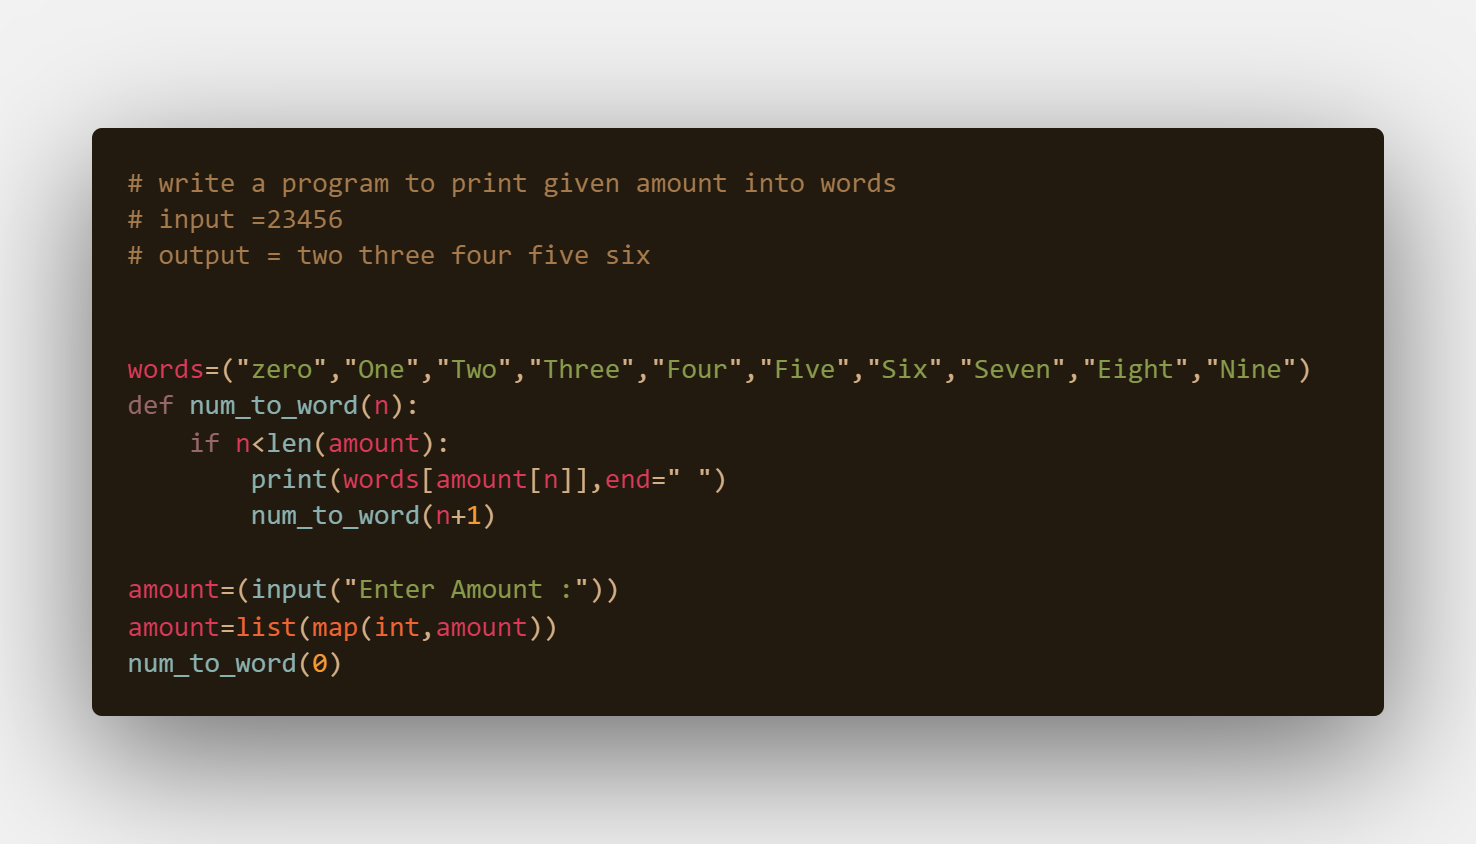 # write a program to print given amount into words
# input =23456
# output = two three four five six
words=("zero","One","Two","Three","Four","Five","Six","Seven","Eight","Nine")
def num_to_word(n):
    if n<len(amount):
        print(words[amount[n]],end=" ")
        num_to_word(n+1)
amount=(input("Enter Amount :"))
amount=list(map(int,amount))
num_to_word(0)